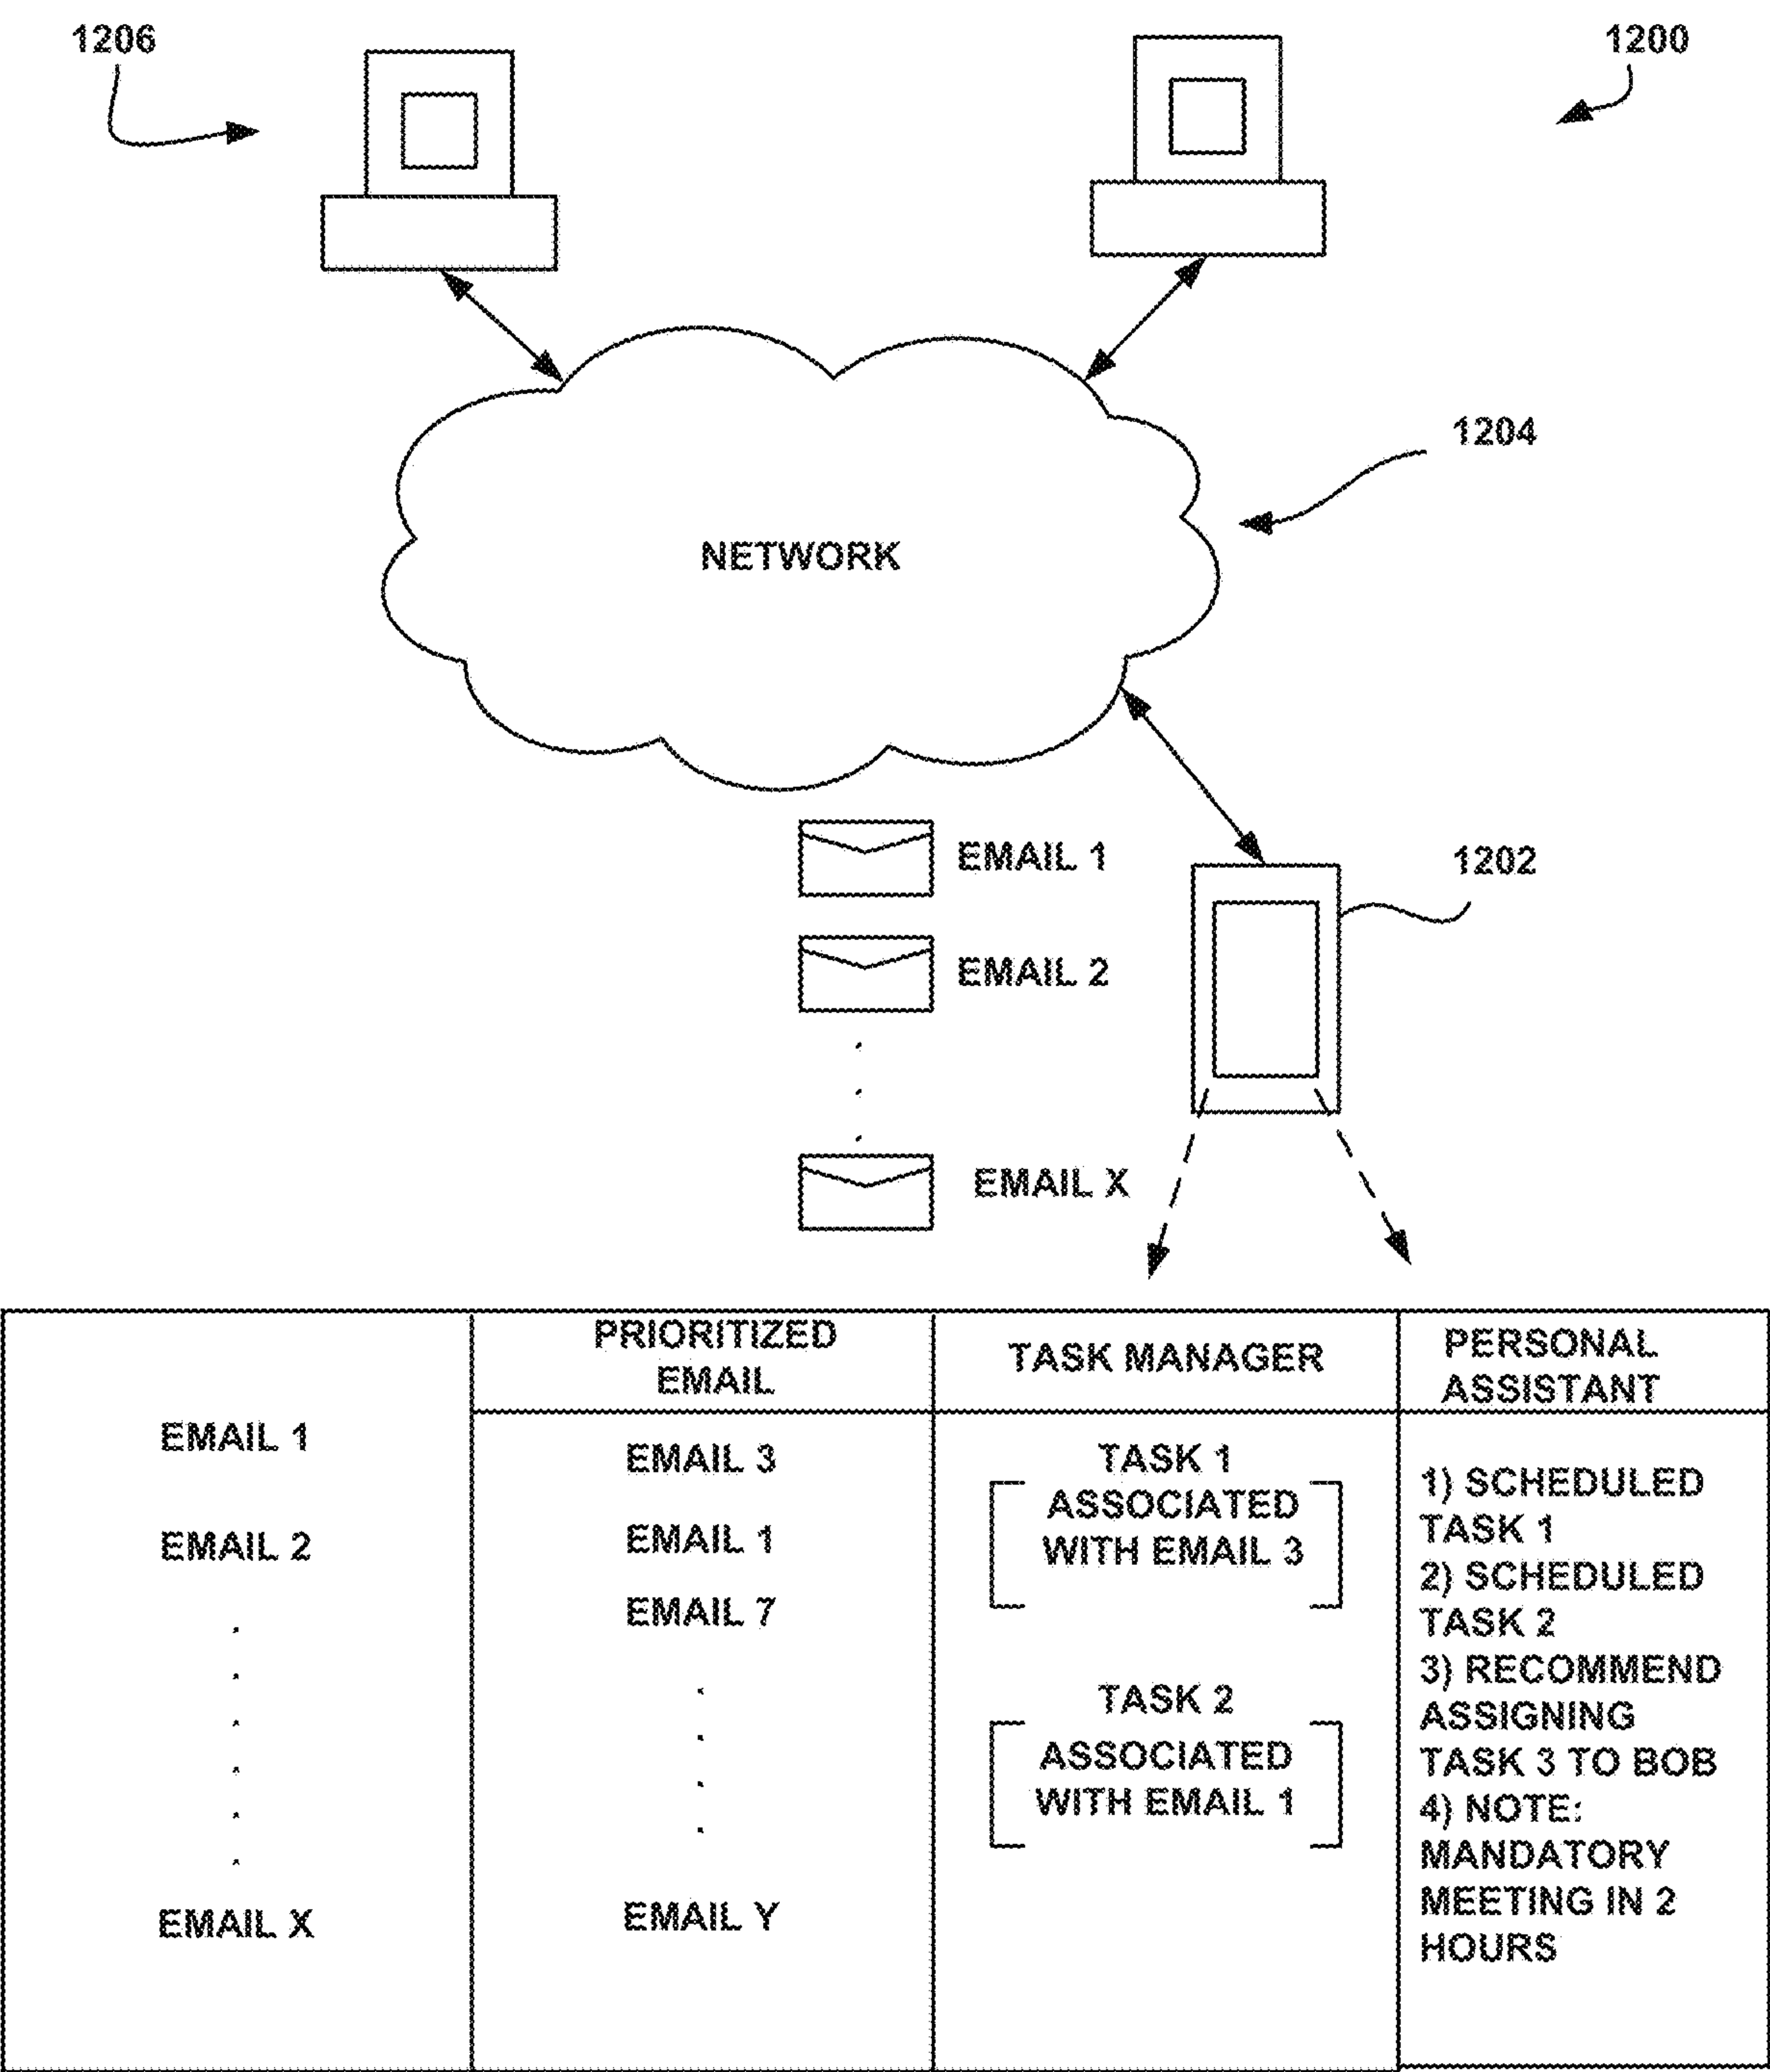 1206
1200
1204
NETWORK
EMAIL 1
1202
EMAIL 2
EMAIL X
PRIORITIZED
EMAIL
TASK MANAGER
PERSONAL
ASSISTANT
EMAIL 1
EMAIL 2
EMAIL X
EMAIL 3
EMAIL 1
EMAIL 7
EMAIL Y
TASK 1
ASSOCIATED
WITH EMAIL 3
TASK 2
ASSOCIATED
WITH EMAIL 1
1) SCHEDULED
TASK 1
2) SCHEDULED
TASK 2
3) RECOMMEND
ASSIGNING
TASK 3 TO BOB
4) NOTE:
MANDATORY
MEETING IN 2
HOURS